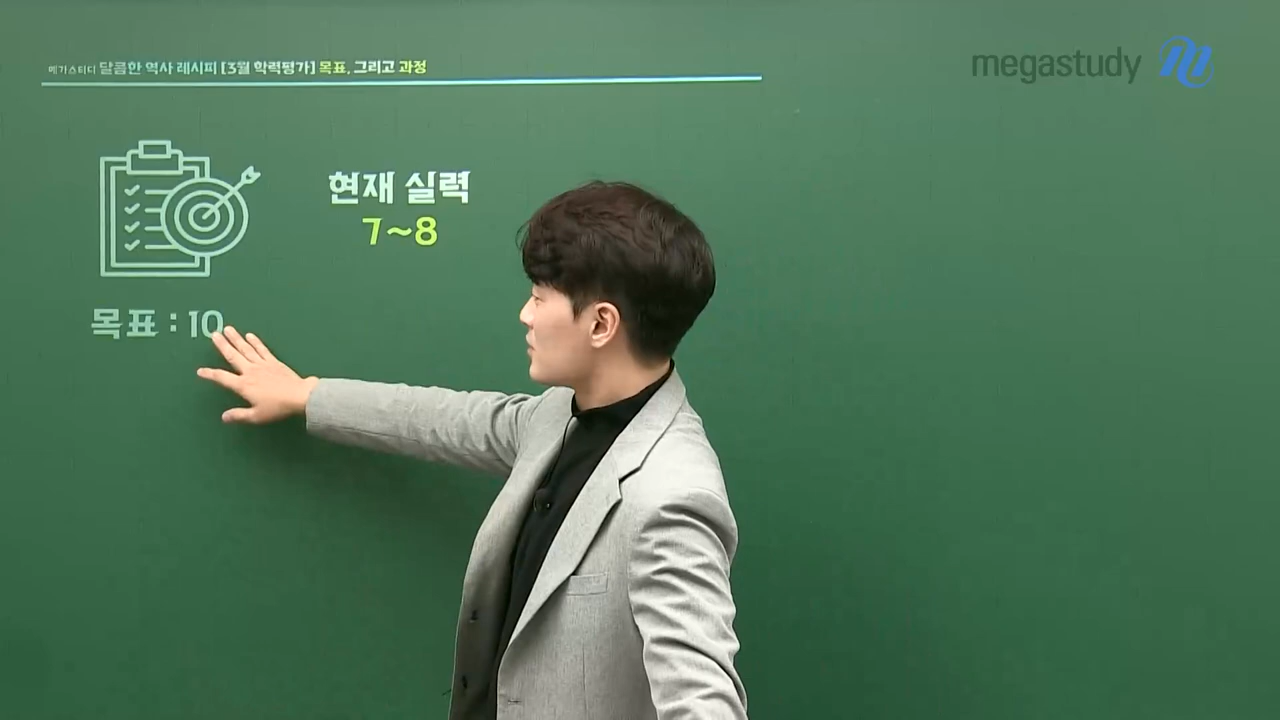 메가스터디 달콤한 역사 레시피 [3월 학력평가] 목표, 그리고 과정
megastudy
현재 실력
7~8
목표 : 10